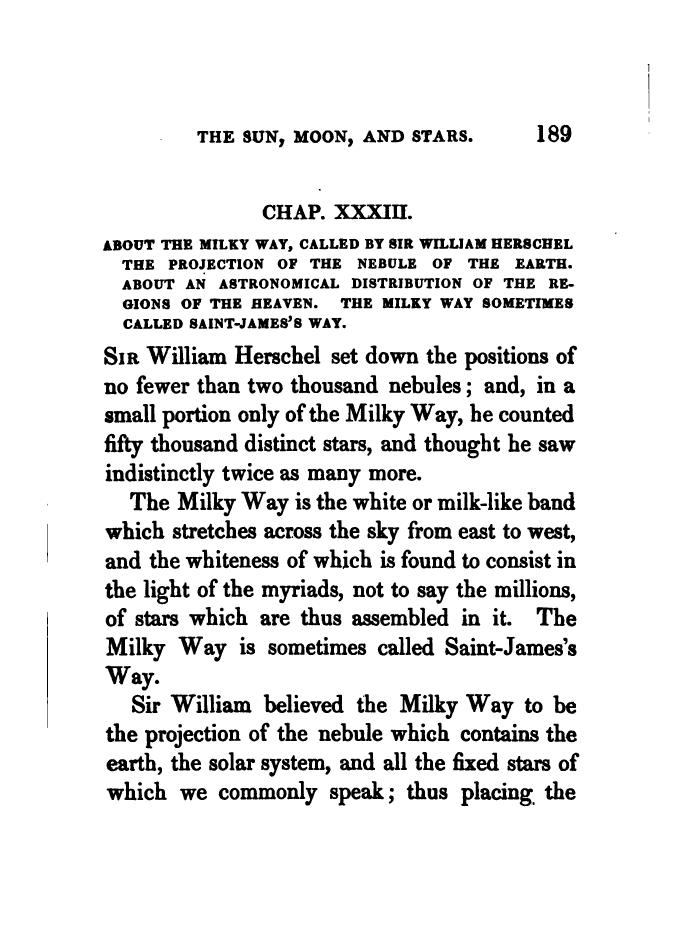 THE SUN, MOON, AND STARS. 189
CHAP. XXXIII.
ABOUT THE MILKY WAY, CALLED BY SIR WILLIAM HERSCHEL
THE PROJECTION OF THE NEBULE OF THE EARTH.
ABOUT AN ASTRONOMICAL DISTRIBUTION OF THE RE-
GIONS OF THE HEAVEN. THE MILKY WAY SOMETIMES
CALLED SAINT-JAMES'S WAY.
SIR William Herschel set down the positions of
no fewer than two thousand nebules; and, in a
small portion only of the Milky Way, he counted
fifty thousand distinct stars, and thought he saw
indistinctly twice as many more.
The Milky Way is the white or milk-like band
which stretches across the sky from east to west,
and the whiteness of which is found to consist in
the light of the myriads, not to say the millions,
of stars which are thus assembled in it. The
Milky Way is sometimes called Saint-James's
Way.
Sir William believed the Milky Way to be
the projection of the nebule which contains the
earth, the solar system, and all the fixed stars of
which we commonly speak; thus placing the